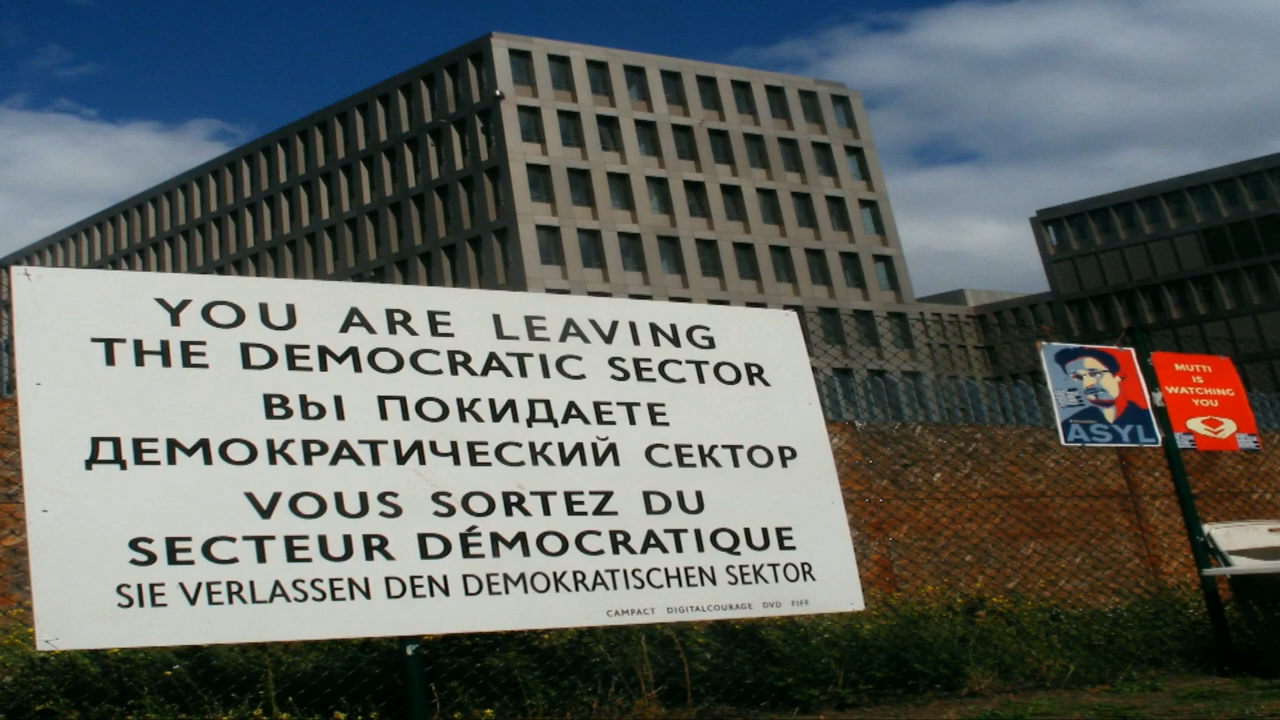 YOU ARE LEAVING
THE DEMOCRATIC SECTOR
ВЫ ПОКИДАЕТЕ
ДЕМОКРАТИЧЕСКИЙ СЕКТОР
VOUS SORTEZ DU
SECTEUR DÉMOCRATIQUE
SIE VERLASSEN DEN DEMOKRATISCHEN SEKTOR
CAMPACT DIGITALCOURAGE DVD FIFF
ASYL
MUTTI
IS
WATCHING
YOU